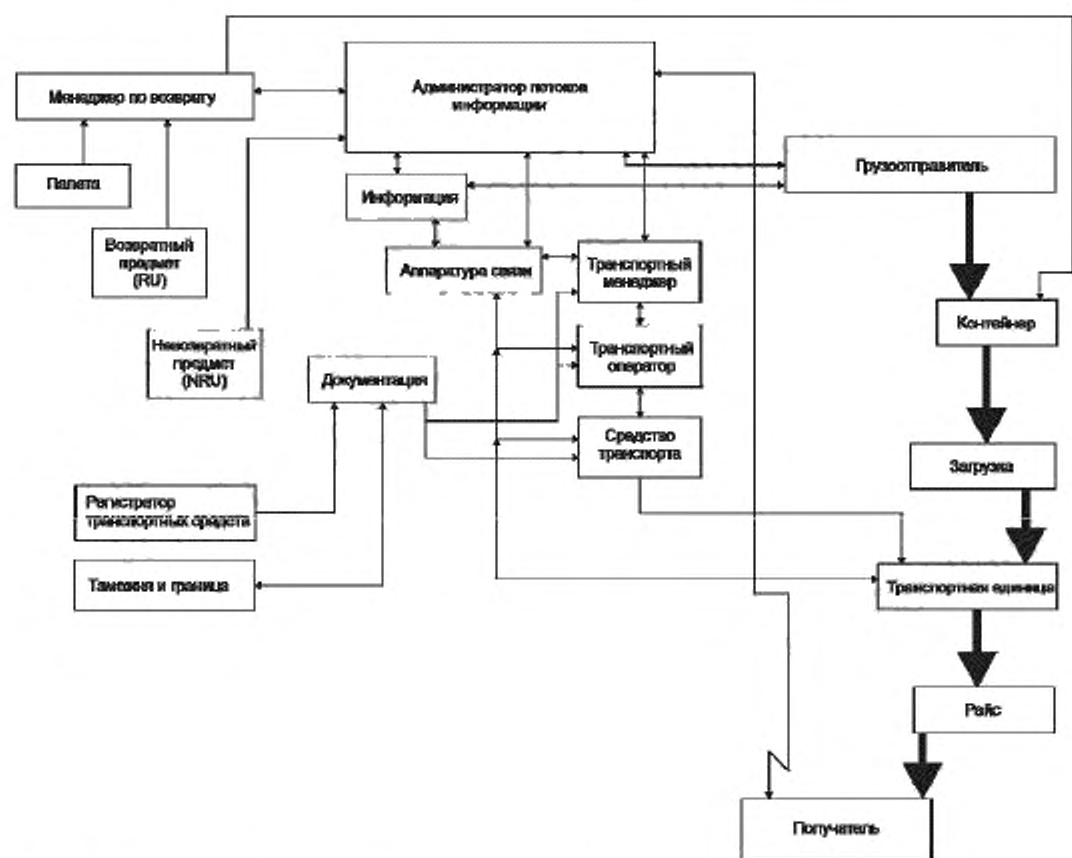 Менеджер по возврату
Администратор потоков
информации
Грузоотправитель
Палета
Информация
Возвратный
предмет
(RU)
Аппаратура связи
Транспортный
менеджер
Контейнер
Невозвратный
предмет
(NRU)
Транспортный
оператор
Документация
Средство
транспорта
Загрузка
Регистратор
транспортных средств
Таможня и граница
Транспортная единица
Рейс
Получатель